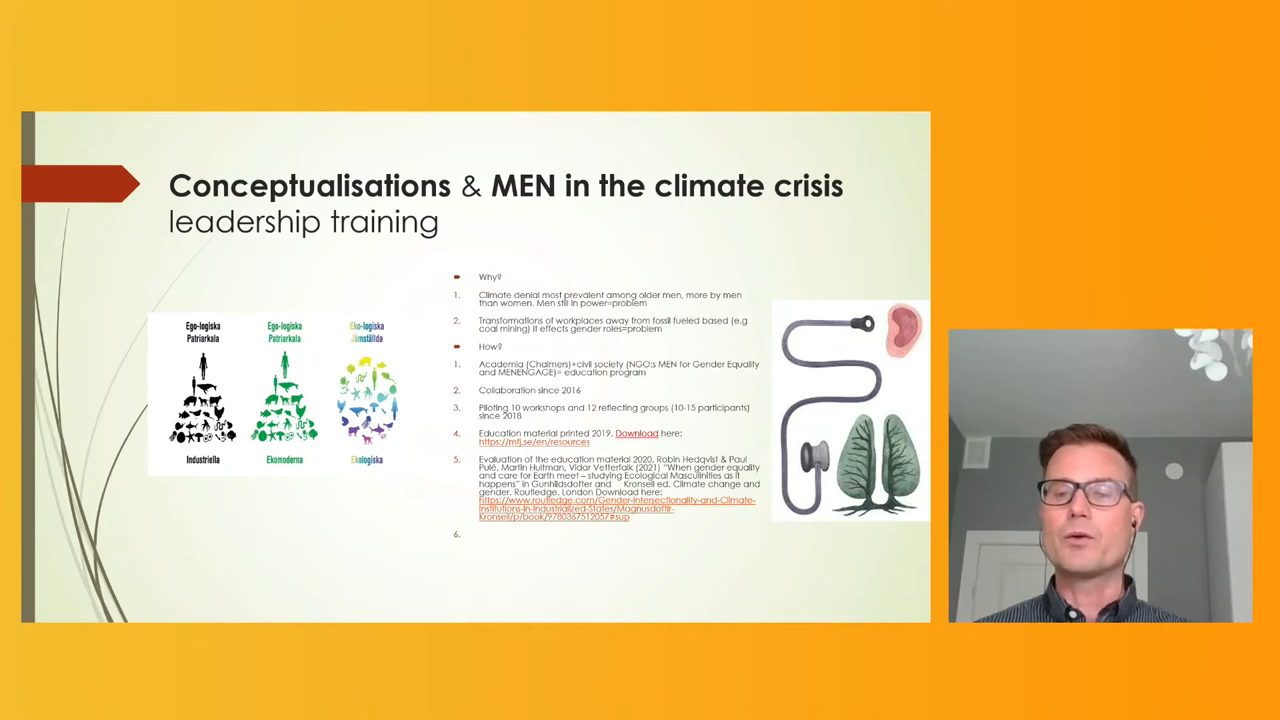 Conceptualisations & MEN in the climate crisis
leadership training
Ego-logiska
Patriarkala
Ego-logiska
Patriarkala
Eko-logiska
Jämställda
Industriella
Ekomoderna
Ekologiska
Why?
1. Climate denial most prevalent among older men, more by men
than women. Men still in power=problem
2. Transformations of workplaces away from fossil fueled based (e.g
coal mining) it effects gender roles=problem
How?
1. Academia (Chalmers)+civil society (NGO:s MEN for Gender Equality
and MENENGAGE)= education program
2. Collaboration since 2016
3. Piloting 10 workshops and 12 reflecting groups (10-15 participants)
since 2018
4. Education material printed 2019. Download here:
https://mfj.se/en/resources
5. Evaluation of the education material 2020. Robin Hedqvist & Paul
Pulé, Martin Hultman, Vidar Vetterfalk (2021) "When gender equality
and care for Earth meet – studying Ecological Masculinities as it
happens" in Gunhildsdotter and Kronsell ed. Climate change and
gender. Routledge. London Download here:
https://www.routledge.com/Gender-Intersectionality-and-Climate-
Institutions-in-Industrialized-States/Magnusdottir-
Kronsell/p/book/9780367512057#sup
6.